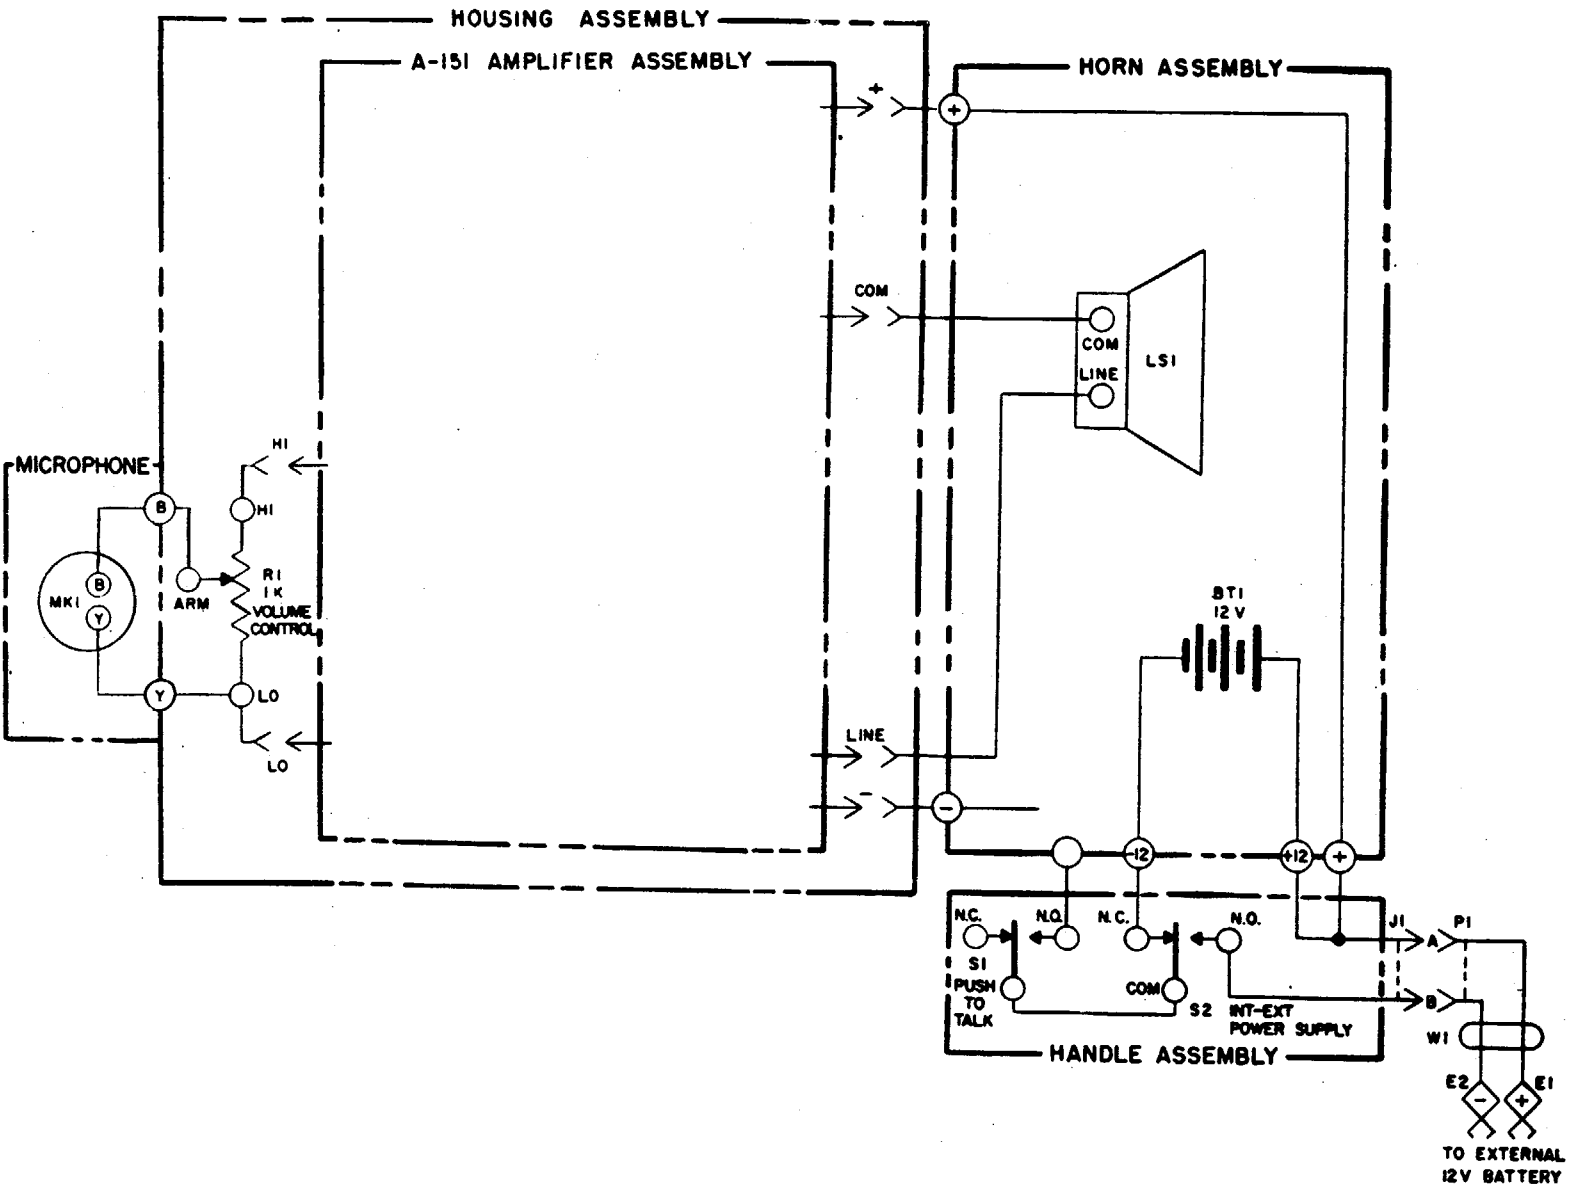 HOUSING ASSEMBLY
A-151 AMPLIFIER ASSEMBLY
HORN ASSEMBLY
+
+
COM
COM
LINE
LS1
HI
MICROPHONE
B
HI
B
MK1
Y
ARM
R1
1K
VOLUME
CONTROL
Y
LO
LO
BT1
12V
LINE
-
-
-12
+12
+
N.C.
N.O.
N.C.
N.O.
J1
P1
A
S1
PUSH
TO
TALK
COM
S2
INT-EXT
POWER SUPPLY
B
W1
HANDLE ASSEMBLY
E2
E1
-
+
TO EXTERNAL
12V BATTERY